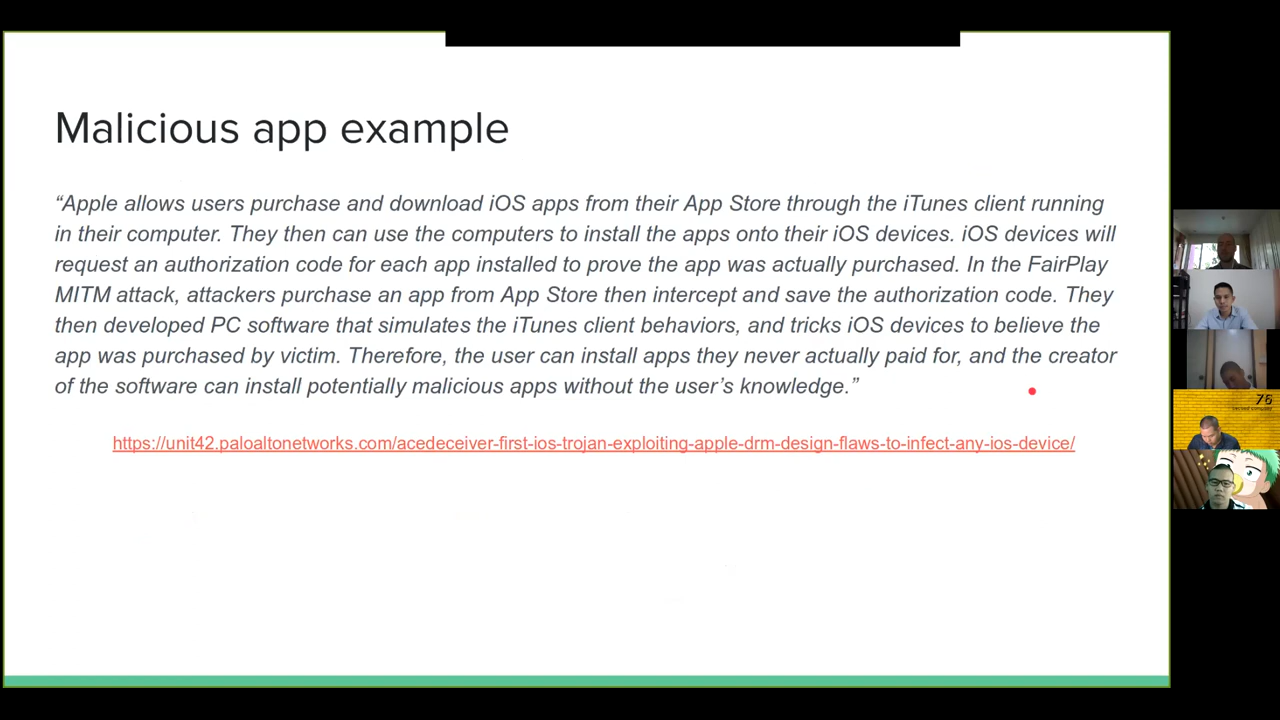 Malicious app example
“Apple allows users purchase and download iOS apps from their App Store through the iTunes client running
in their computer. They then can use the computers to install the apps onto their iOS devices. iOS devices will
request an authorization code for each app installed to prove the app was actually purchased. In the FairPlay
MITM attack, attackers purchase an app from App Store then intercept and save the authorization code. They
then developed PC software that simulates the iTunes client behaviors, and tricks iOS devices to believe the
app was purchased by victim. Therefore, the user can install apps they never actually paid for, and the creator
of the software can install potentially malicious apps without the user’s knowledge.”
https://unit42.paloaltonetworks.com/acedeceiver-first-ios-trojan-exploiting-apple-drm-design-flaws-to-infect-any-ios-device/